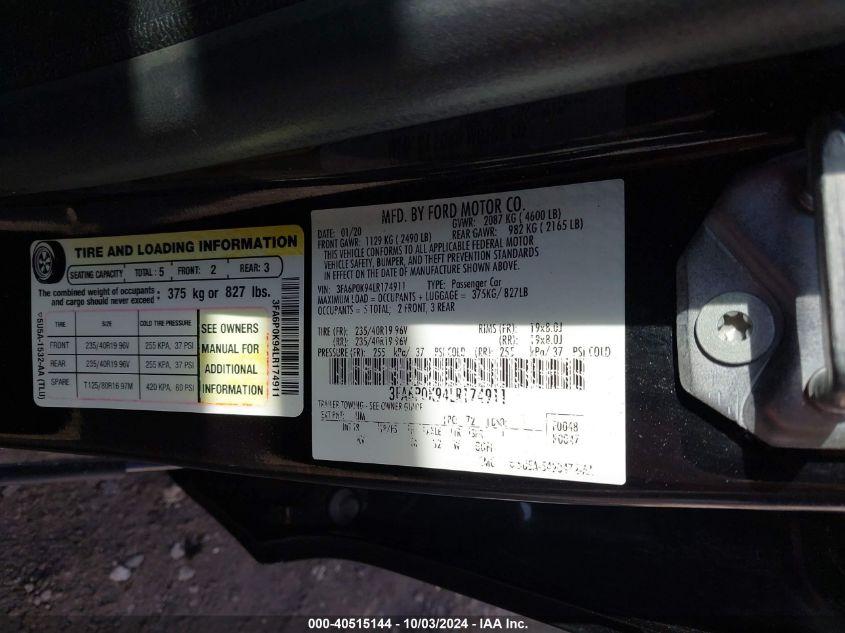 TIRE AND LOADING INFORMATION
SEATING CAPACITY TOTAL: 5 FRONT: 2 REAR: 3
The combined weight of occupants and cargo should never exceed: 375 kg or 827 lbs.
TIRE SIZE COLD TIRE PRESSURE
FRONT 235/40R19 96V 255 KPA, 37 PSI
REAR 235/40R19 96V 255 KPA, 37 PSI
SPARE T125/80R16 97M 420 KPA, 60 PSI
SEE OWNERS
MANUAL FOR
ADDITIONAL
INFORMATION
5U5A-1532-AA (TLU)
3FA6P0K94LR174911
MFD. BY FORD MOTOR CO.
DATE: 01/20 GVWR: 2087 KG ( 4600 LB)
FRONT GAWR: 1129 KG ( 2490 LB) REAR GAWR: 982 KG ( 2165 LB)
THIS VEHICLE CONFORMS TO ALL APPLICABLE FEDERAL MOTOR
VEHICLE SAFETY, BUMPER, AND THEFT PREVENTION STANDARDS
IN EFFECT ON THE DATE OF MANUFACTURE SHOWN ABOVE.
VIN: 3FA6P0K94LR174911 TYPE: Passenger Car
MAXIMUM LOAD = OCCUPANTS + LUGGAGE = 375KG/ 827LB
OCCUPANTS = 5 TOTAL; 2 FRONT, 3 REAR
TIRE (FR): 235/40R19 96V RIMS (FR): 19x8.0J
(RR): 235/40R19 96V (RR): 19x8.0J
PRESSURE (FR): 255 kPa/ 37 PSI COLD (RR): 255 kPa/ 37 PSI COLD
3FA6P0K94LR174911
TRAILER TOWING - SEE OWNER GUIDE
EXT PNT:
F0048
000-40515144 - 10/03/2024 - IAA Inc.